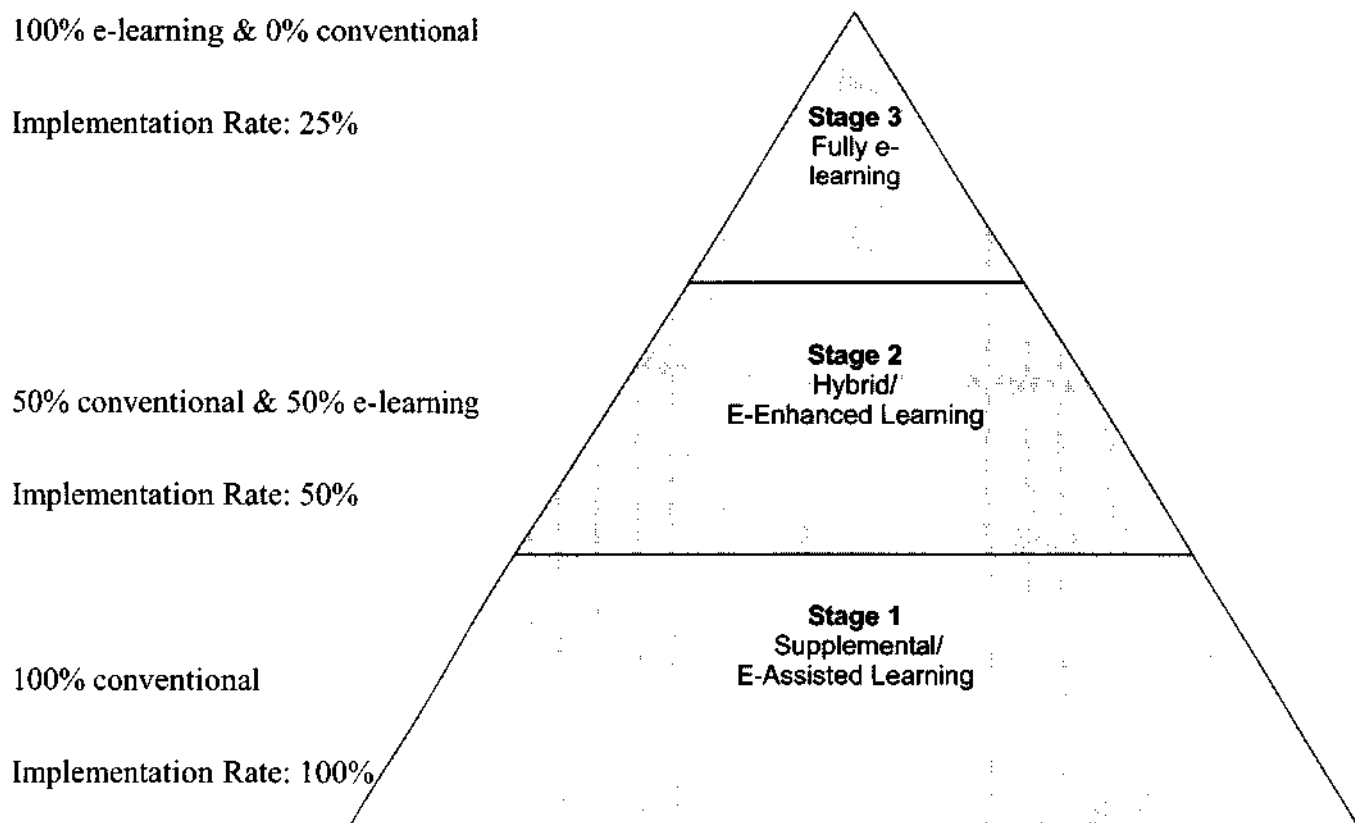 100% e-learning & 0% conventional
Implementation Rate: 25%
Stage 3
Fully e-
learning
50% conventional & 50% e-learning
Implementation Rate: 50%
Stage 2
Hybrid/
E-Enhanced Learning
100% conventional
Implementation Rate: 100%
Stage 1
Supplemental/
E-Assisted Learning